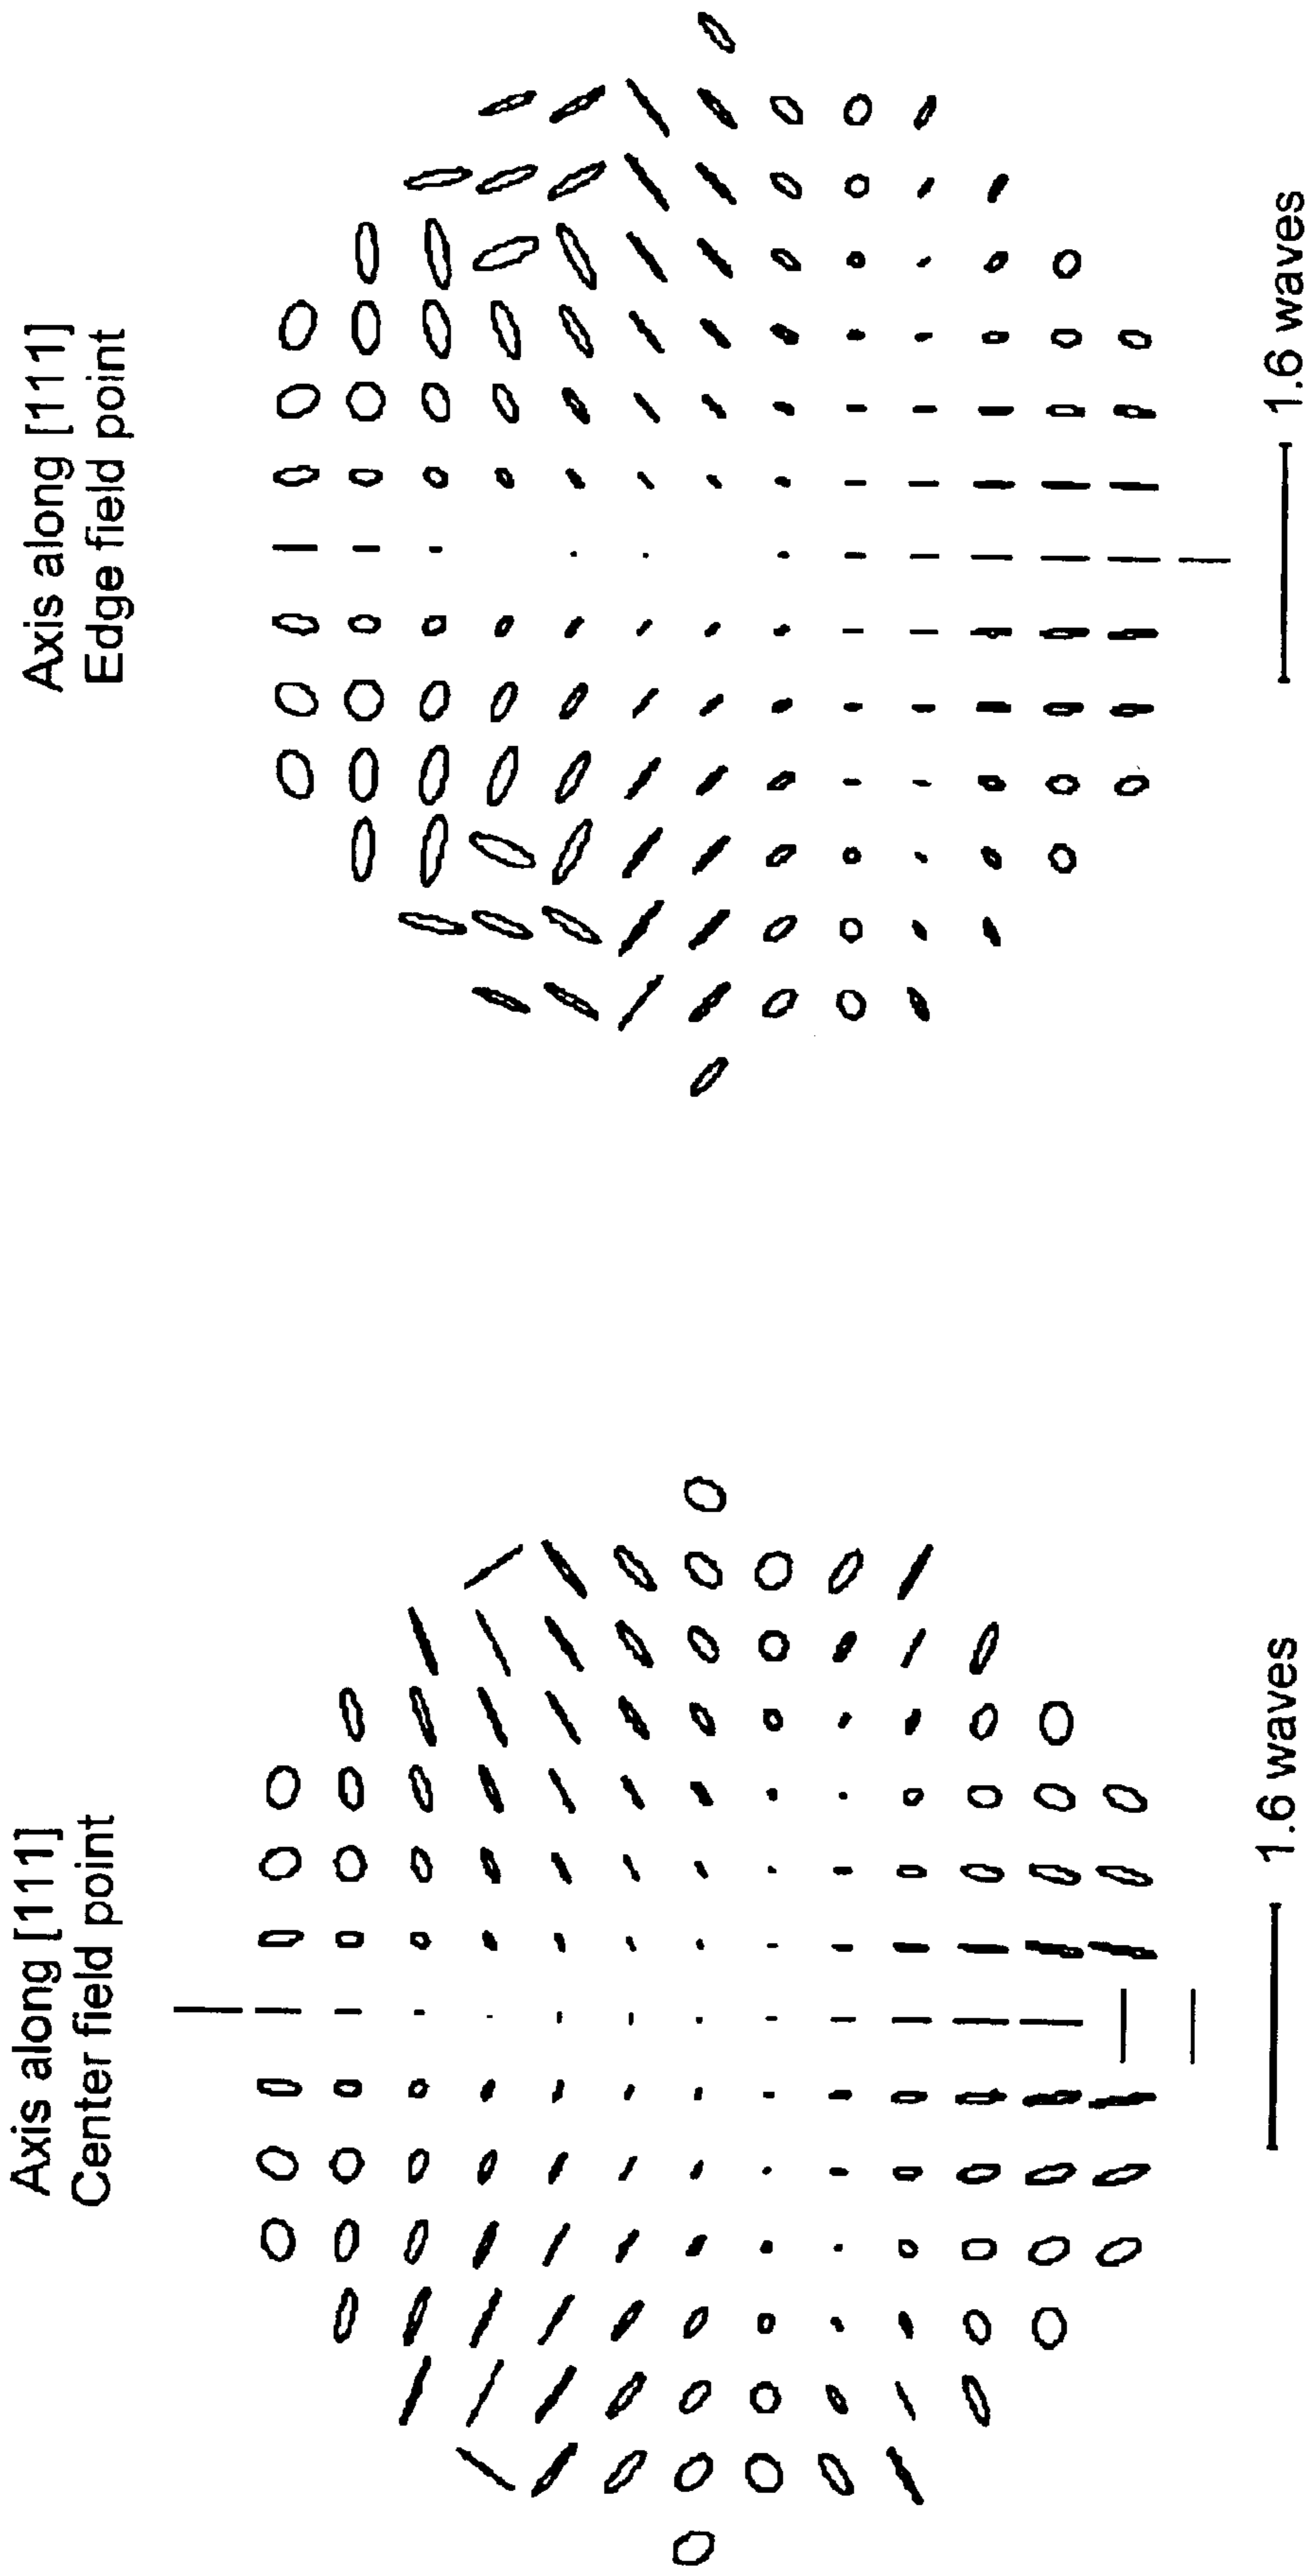 Axis along [111]
Center field point
1.6 waves
Axis along [111]
Edge field point
1.6 waves